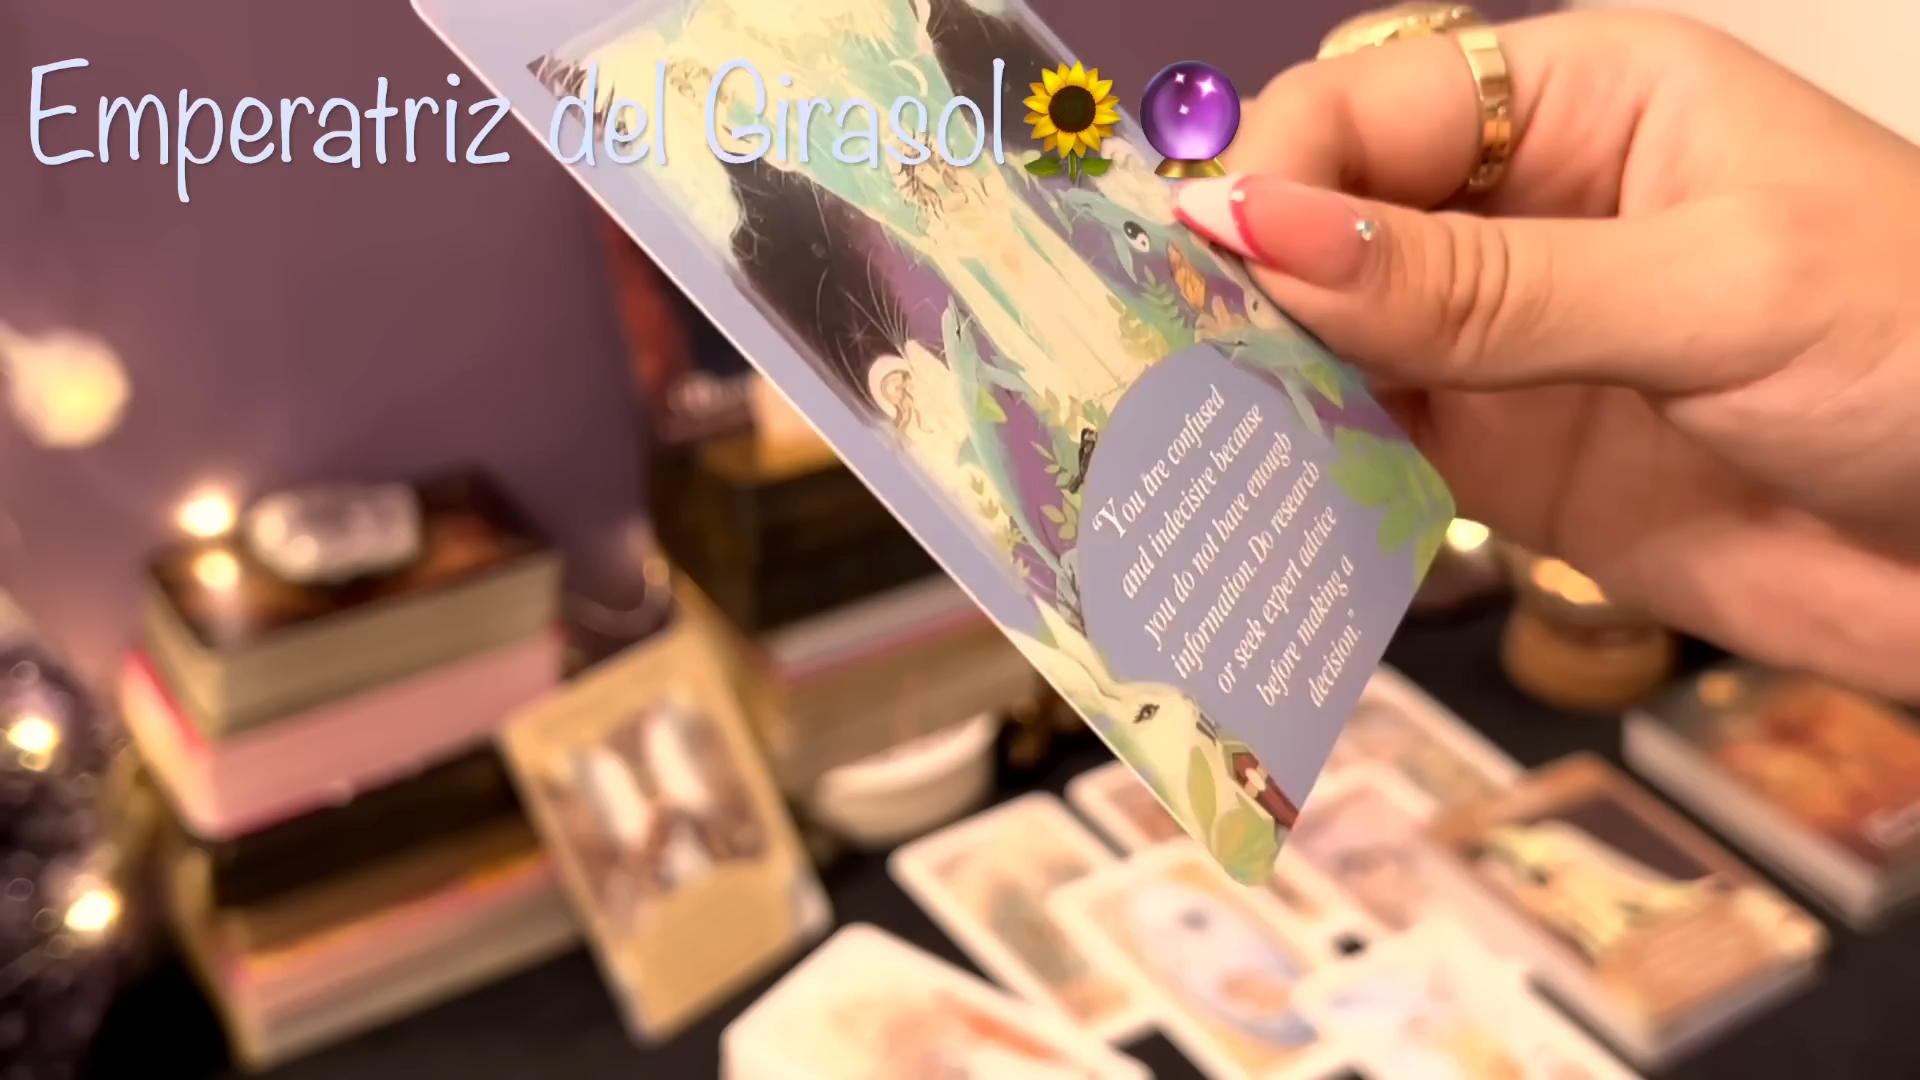 Emperatriz del Girasol🌻🔮
“You are confused
and indecisive because
you do not have enough
information. Do research
or seek expert advice
before making a
decision.”